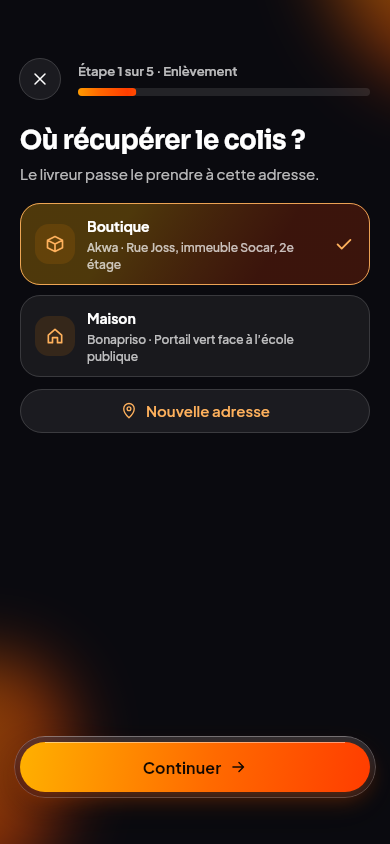 Étape 1 sur 5 · Enlèvement
Où récupérer le colis ?
Le livreur passe le prendre à cette adresse.
Boutique
Akwa · Rue Joss, immeuble Socar, 2e
étage
Maison
Bonapriso · Portail vert face à l'école
publique
Nouvelle adresse
Continuer